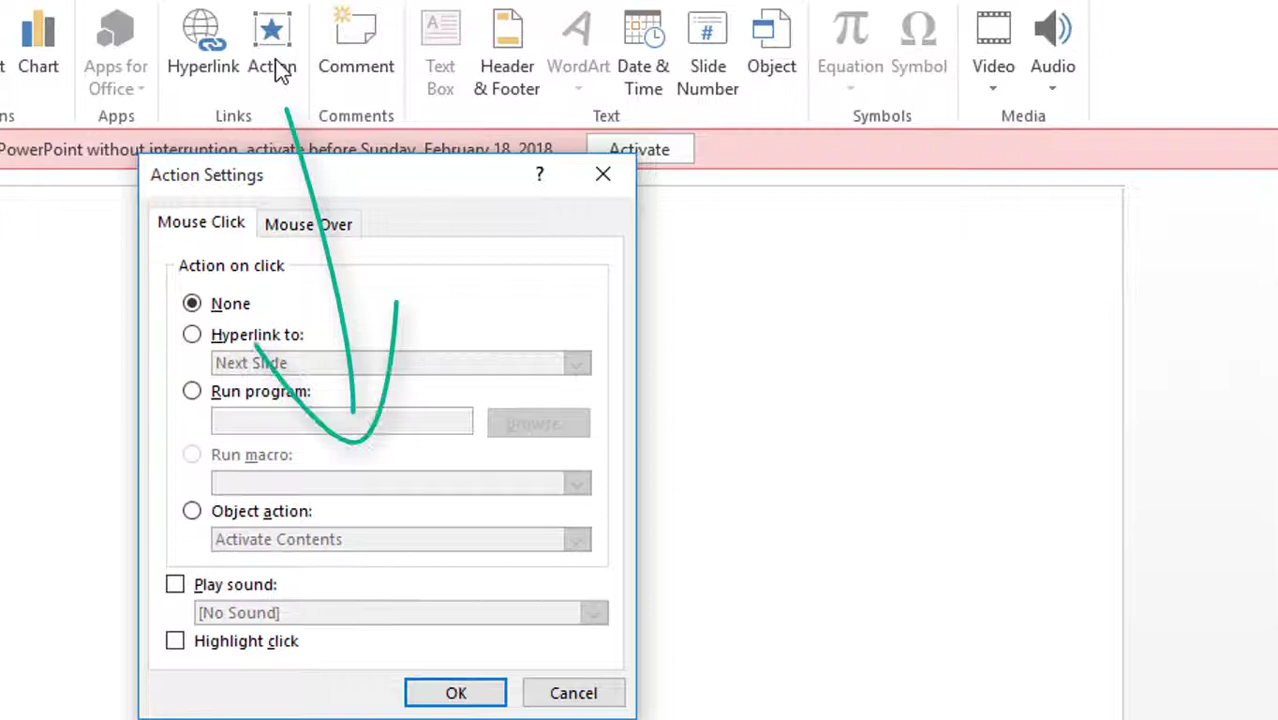 Chart
Apps for Office
Hyperlink
Action
Comment
Text Box
Header & Footer
WordArt
Date & Time
Slide Number
Object
Equation
Symbol
Video
Audio
Apps
Links
Comments
Text
Symbols
Media
PowerPoint without interruption, activate before Sunday, February 18, 2018.
Activate
Action Settings
?
Mouse Click
Mouse Over
Action on click
None
Hyperlink to:
Next Slide
Run program:
Browse...
Run macro:
Object action:
Activate Contents
Play sound:
[No Sound]
Highlight click
OK
Cancel